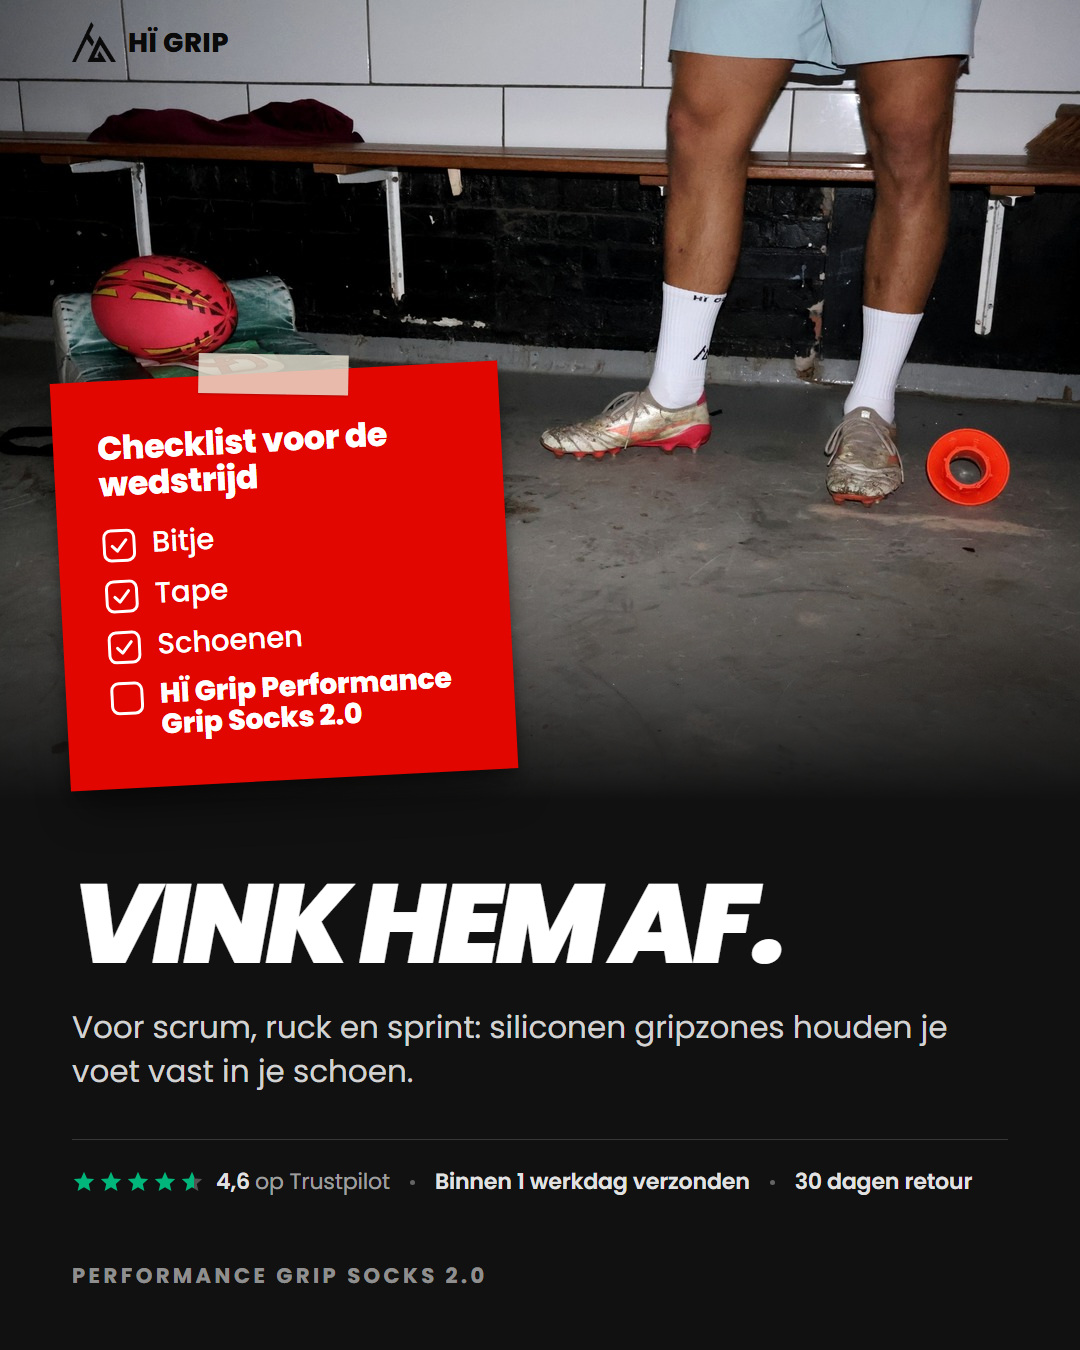 HÏ GRIP
HÏ G
Checklist voor de
wedstrijd
Bitje
Tape
Schoenen
HÏ Grip Performance
Grip Socks 2.0
VINK HEM AF.
Voor scrum, ruck en sprint: siliconen gripzones houden je
voet vast in je schoen.
4,6 op Trustpilot • Binnen 1 werkdag verzonden • 30 dagen retour
PERFORMANCE GRIP SOCKS 2.0